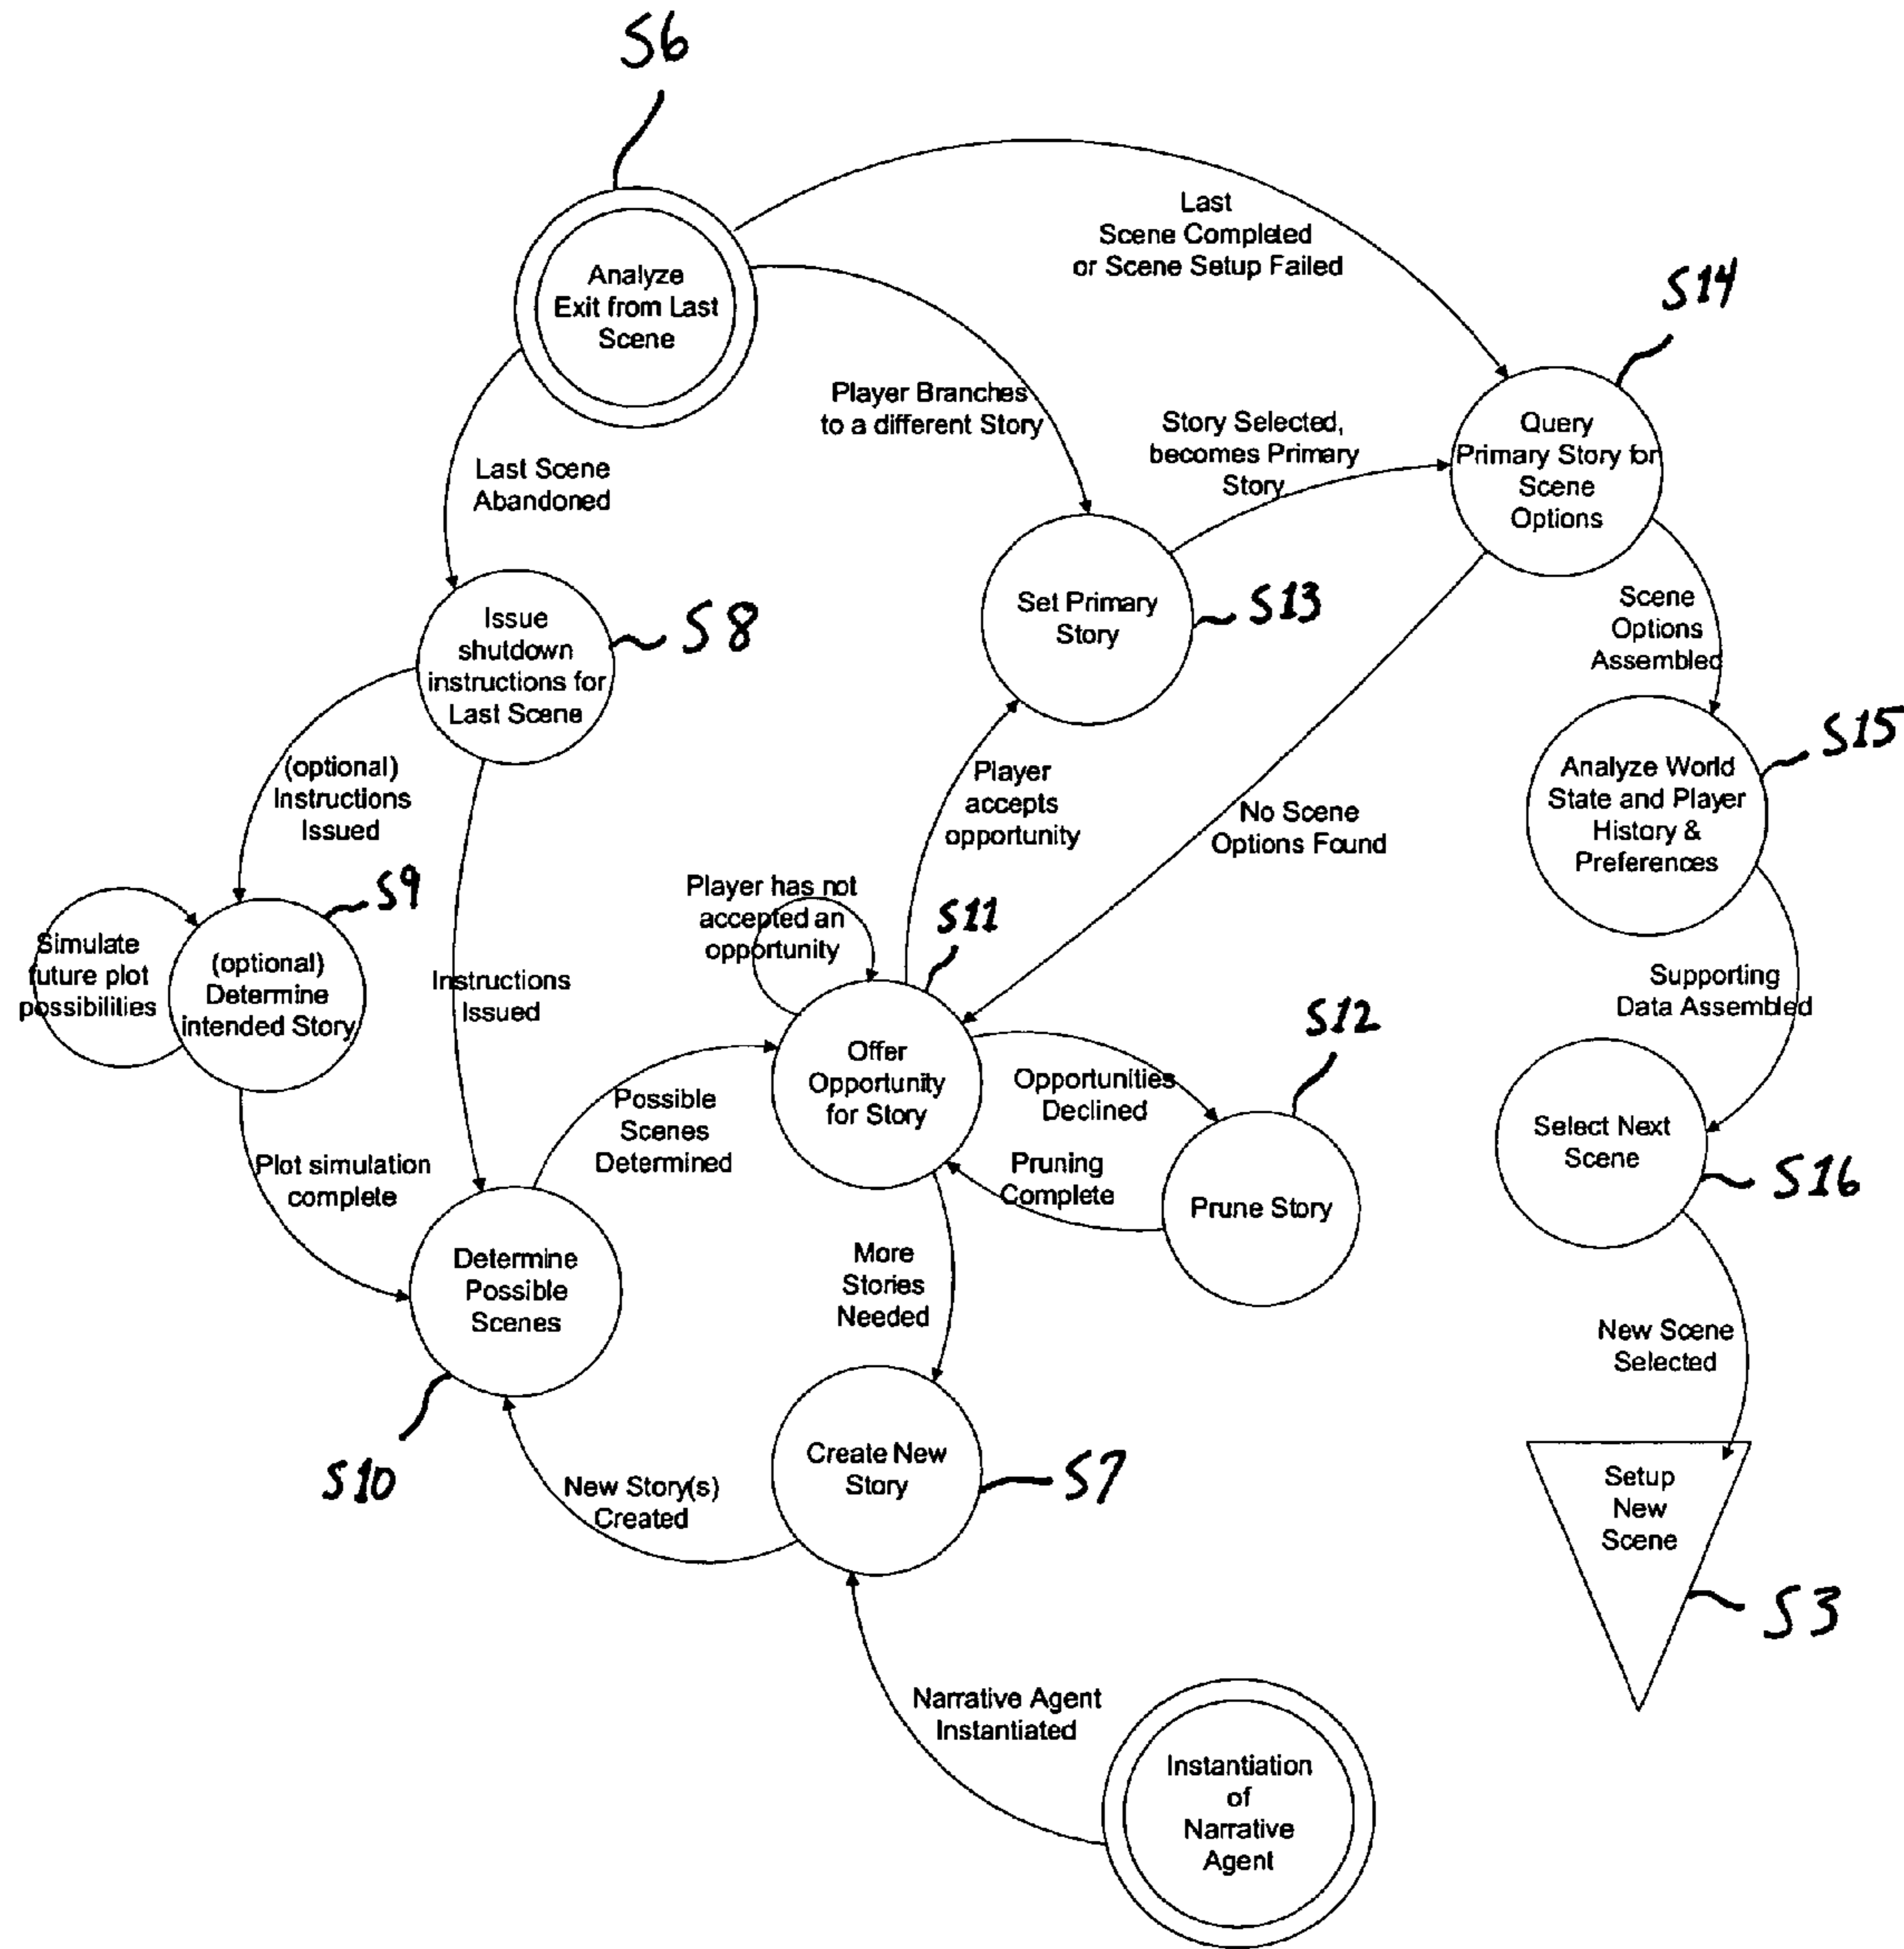 S6
Analyze
Exit from Last
Scene
Last
Scene Completed
or Scene Setup Failed
S14
Player Branches
to a different Story
Story Selected,
becomes Primary
Story
Query
Primary Story for
Scene
Options
Last Scene
Abandoned
Issue
shutdown
instructions for
Last Scene
S8
Set Primary
Story
S13
Scene
Options
Assembled
S15
Analyze World
State and Player
History &
Preferences
(optional)
Instructions
Issued
Player
accepts
opportunity
No Scene
Options Found
S9
Simulate
future plot
possibilities
(optional)
Determine
intended Story
Instructions
Issued
Player has not
accepted an
opportunity
S11
Supporting
Data Assembled
Offer
Opportunity
for Story
S12
Opportunities
Declined
Pruning
Complete
Prune Story
Select Next
Scene
S16
Possible
Scenes
Determined
Plot simulation
complete
Determine
Possible
Scenes
S10
More
Stories
Needed
New Scene
Selected
Create New
Story
S7
New Story(s)
Created
Setup
New
Scene
S3
Narrative Agent
Instantiated
Instantiation
of
Narrative
Agent